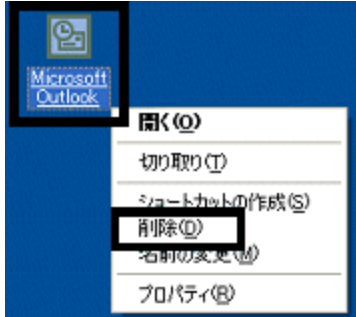 Microsoft
Outlook
開く(O)
切り取り(T)
ショートカットの作成(S)
削除(D)
名前の変更(M)
プロパティ(R)